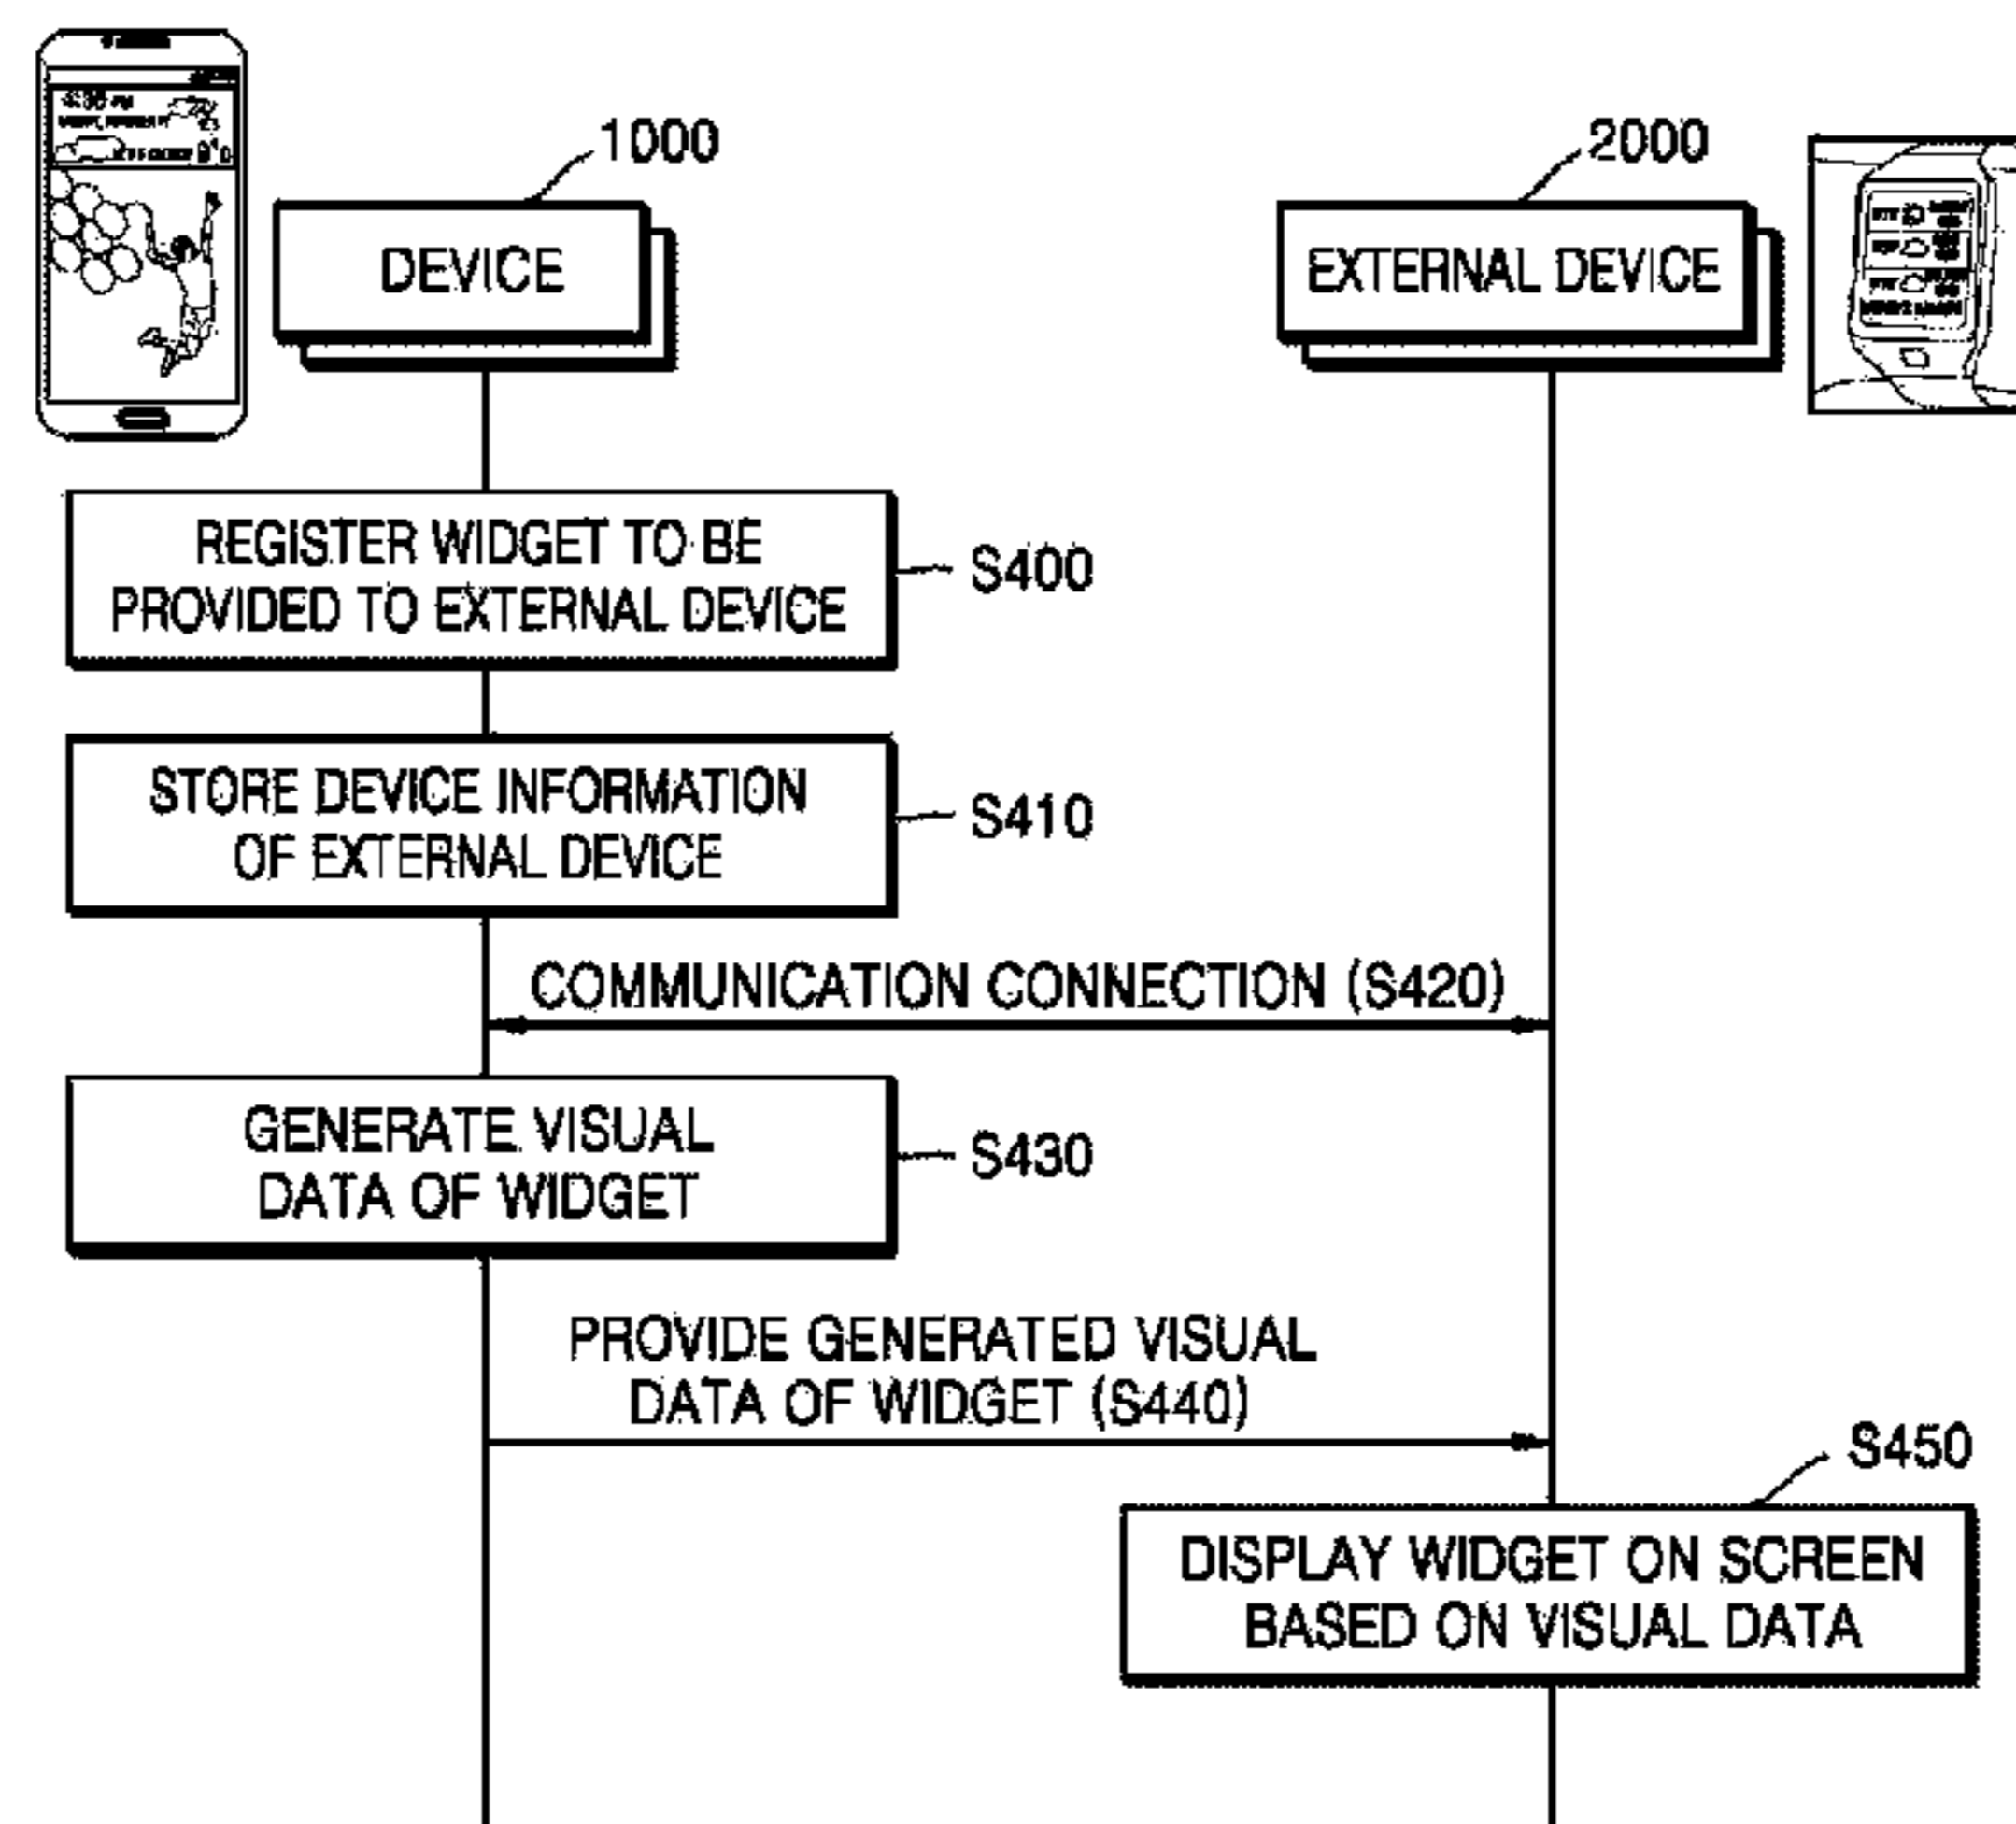 1000
2000
DEVICE
EXTERNAL DEVICE
REGISTER WIDGET TO BE
PROVIDED TO EXTERNAL DEVICE
S400
STORE DEVICE INFORMATION
OF EXTERNAL DEVICE
S410
COMMUNICATION CONNECTION (S420)
GENERATE VISUAL
DATA OF WIDGET
S430
PROVIDE GENERATED VISUAL
DATA OF WIDGET (S440)
S450
DISPLAY WIDGET ON SCREEN
BASED ON VISUAL DATA